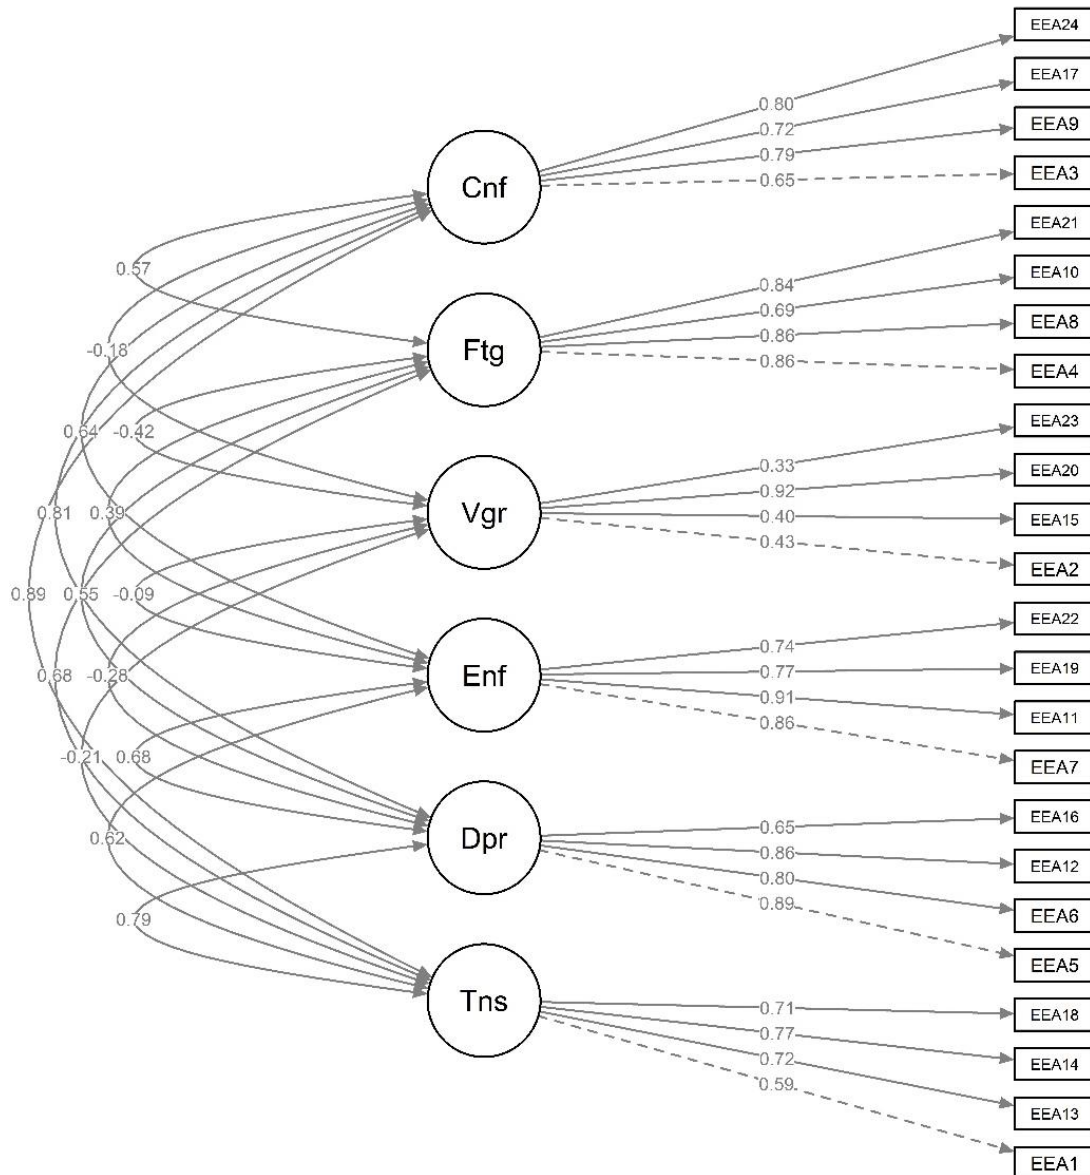 EEA24
EEA17
0.80
EEA9
0.72
0.79
EEA3
Cnf
0.65
EEA21
0.57
EEA10
0.84
0.69
EEA8
-0.18
Ftg
0.86
0.86
EEA4
EEA23
0.64 -0.42
0.33
EEA20
0.92
0.81 0.39
Vgr
0.40
EEA15
0.43
EEA2
0.89 0.55 -0.09
EEA22
0.74
EEA19
0.68 -0.28
Enf
0.77
0.91
EEA11
0.86
-0.21 0.68
EEA7
EEA16
0.65
0.62
Dpr
0.86
EEA12
0.80
0.89
EEA6
0.79
EEA5
Tns
0.71
EEA18
0.77
EEA14
0.72
0.59
EEA13
EEA1